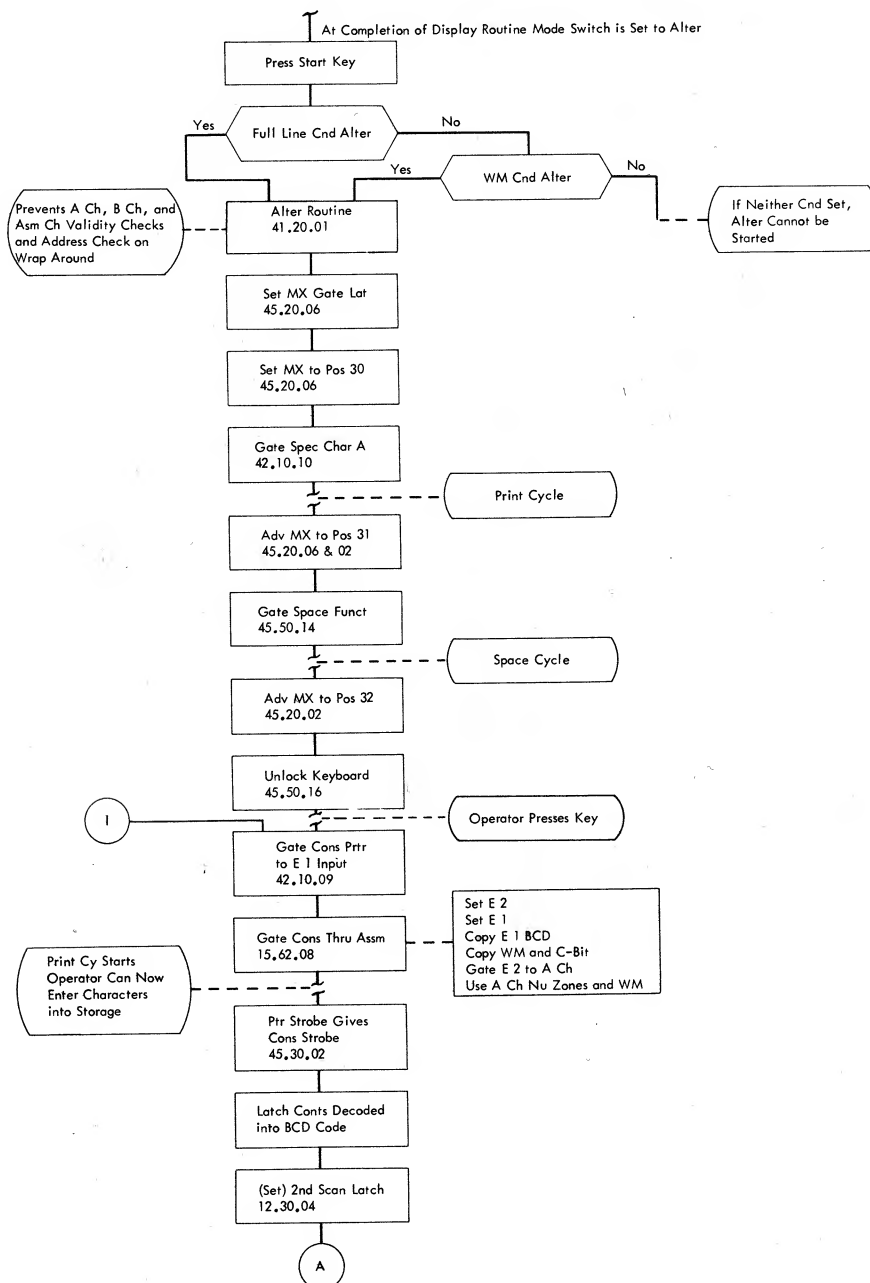 At Completion of Display Routine Mode Switch is Set to Alter
Press Start Key
Yes
Full Line Cnd Alter
No
Yes
WM Cnd Alter
No
Prevents A Ch, B Ch, and
Asm Ch Validity Checks
and Address Check on
Wrap Around
Alter Routine
41.20.01
If Neither Cnd Set,
Alter Cannot be
Started
Set MX Gate Lat
45.20.06
Set MX to Pos 30
45.20.06
Gate Spec Char A
42.10.10
Print Cycle
Adv MX to Pos 31
45.20.06 & 02
Gate Space Funct
45.50.14
Space Cycle
Adv MX to Pos 32
45.20.02
Unlock Keyboard
45.50.16
Operator Presses Key
I
Gate Cons Prtr
to E 1 Input
42.10.09
Gate Cons Thru Assm
15.62.08
Set E 2
Set E 1
Copy E 1 BCD
Copy WM and C-Bit
Gate E 2 to A Ch
Use A Ch Nu Zones and WM
Print Cy Starts
Operator Can Now
Enter Characters
into Storage
Ptr Strobe Gives
Cons Strobe
45.30.02
Latch Conts Decoded
into BCD Code
(Set) 2nd Scan Latch
12.30.04
A